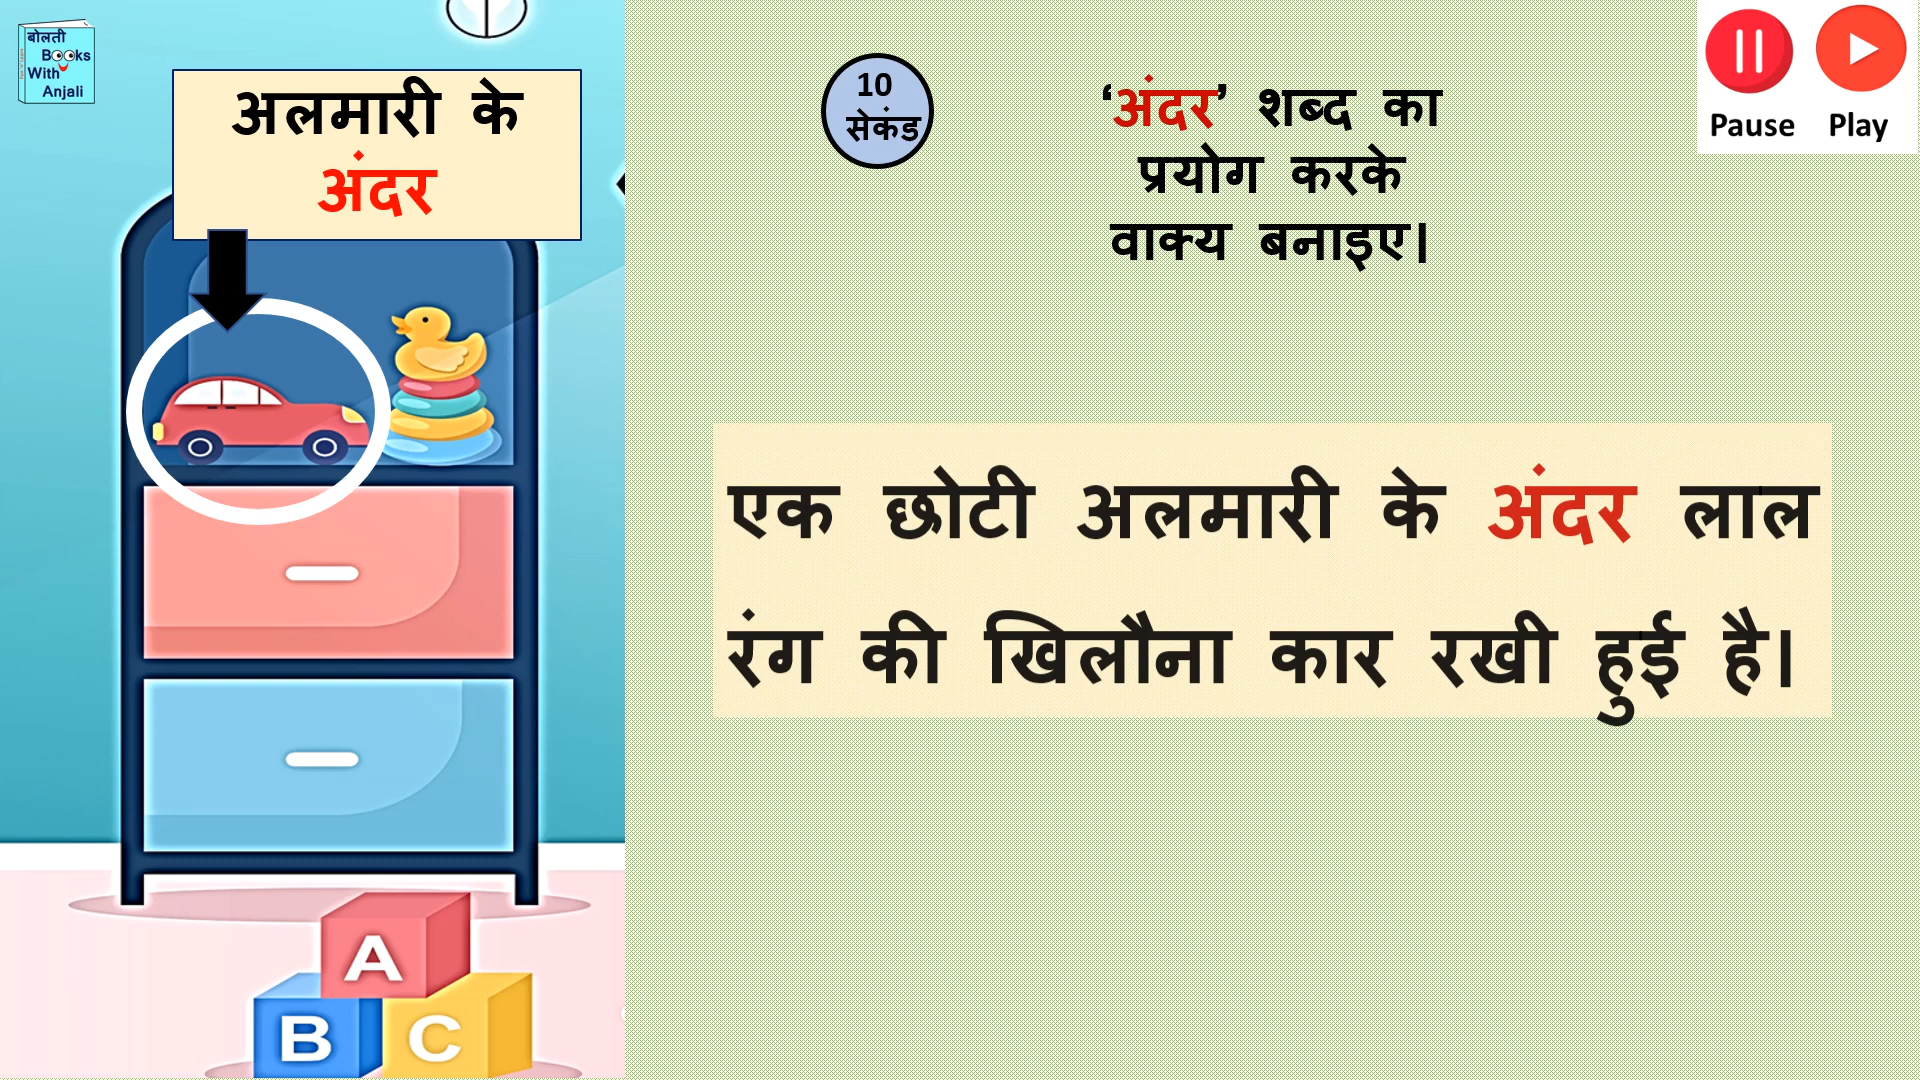 बोलती
Books
With
Anjali
अलमारी के
अंदर
10
सेकंड
‘अंदर’ शब्द का
प्रयोग करके
वाक्य बनाइए।
Pause Play
एक छोटी अलमारी के अंदर लाल
रंग की खिलौना कार रखी हुई है।
A
B C